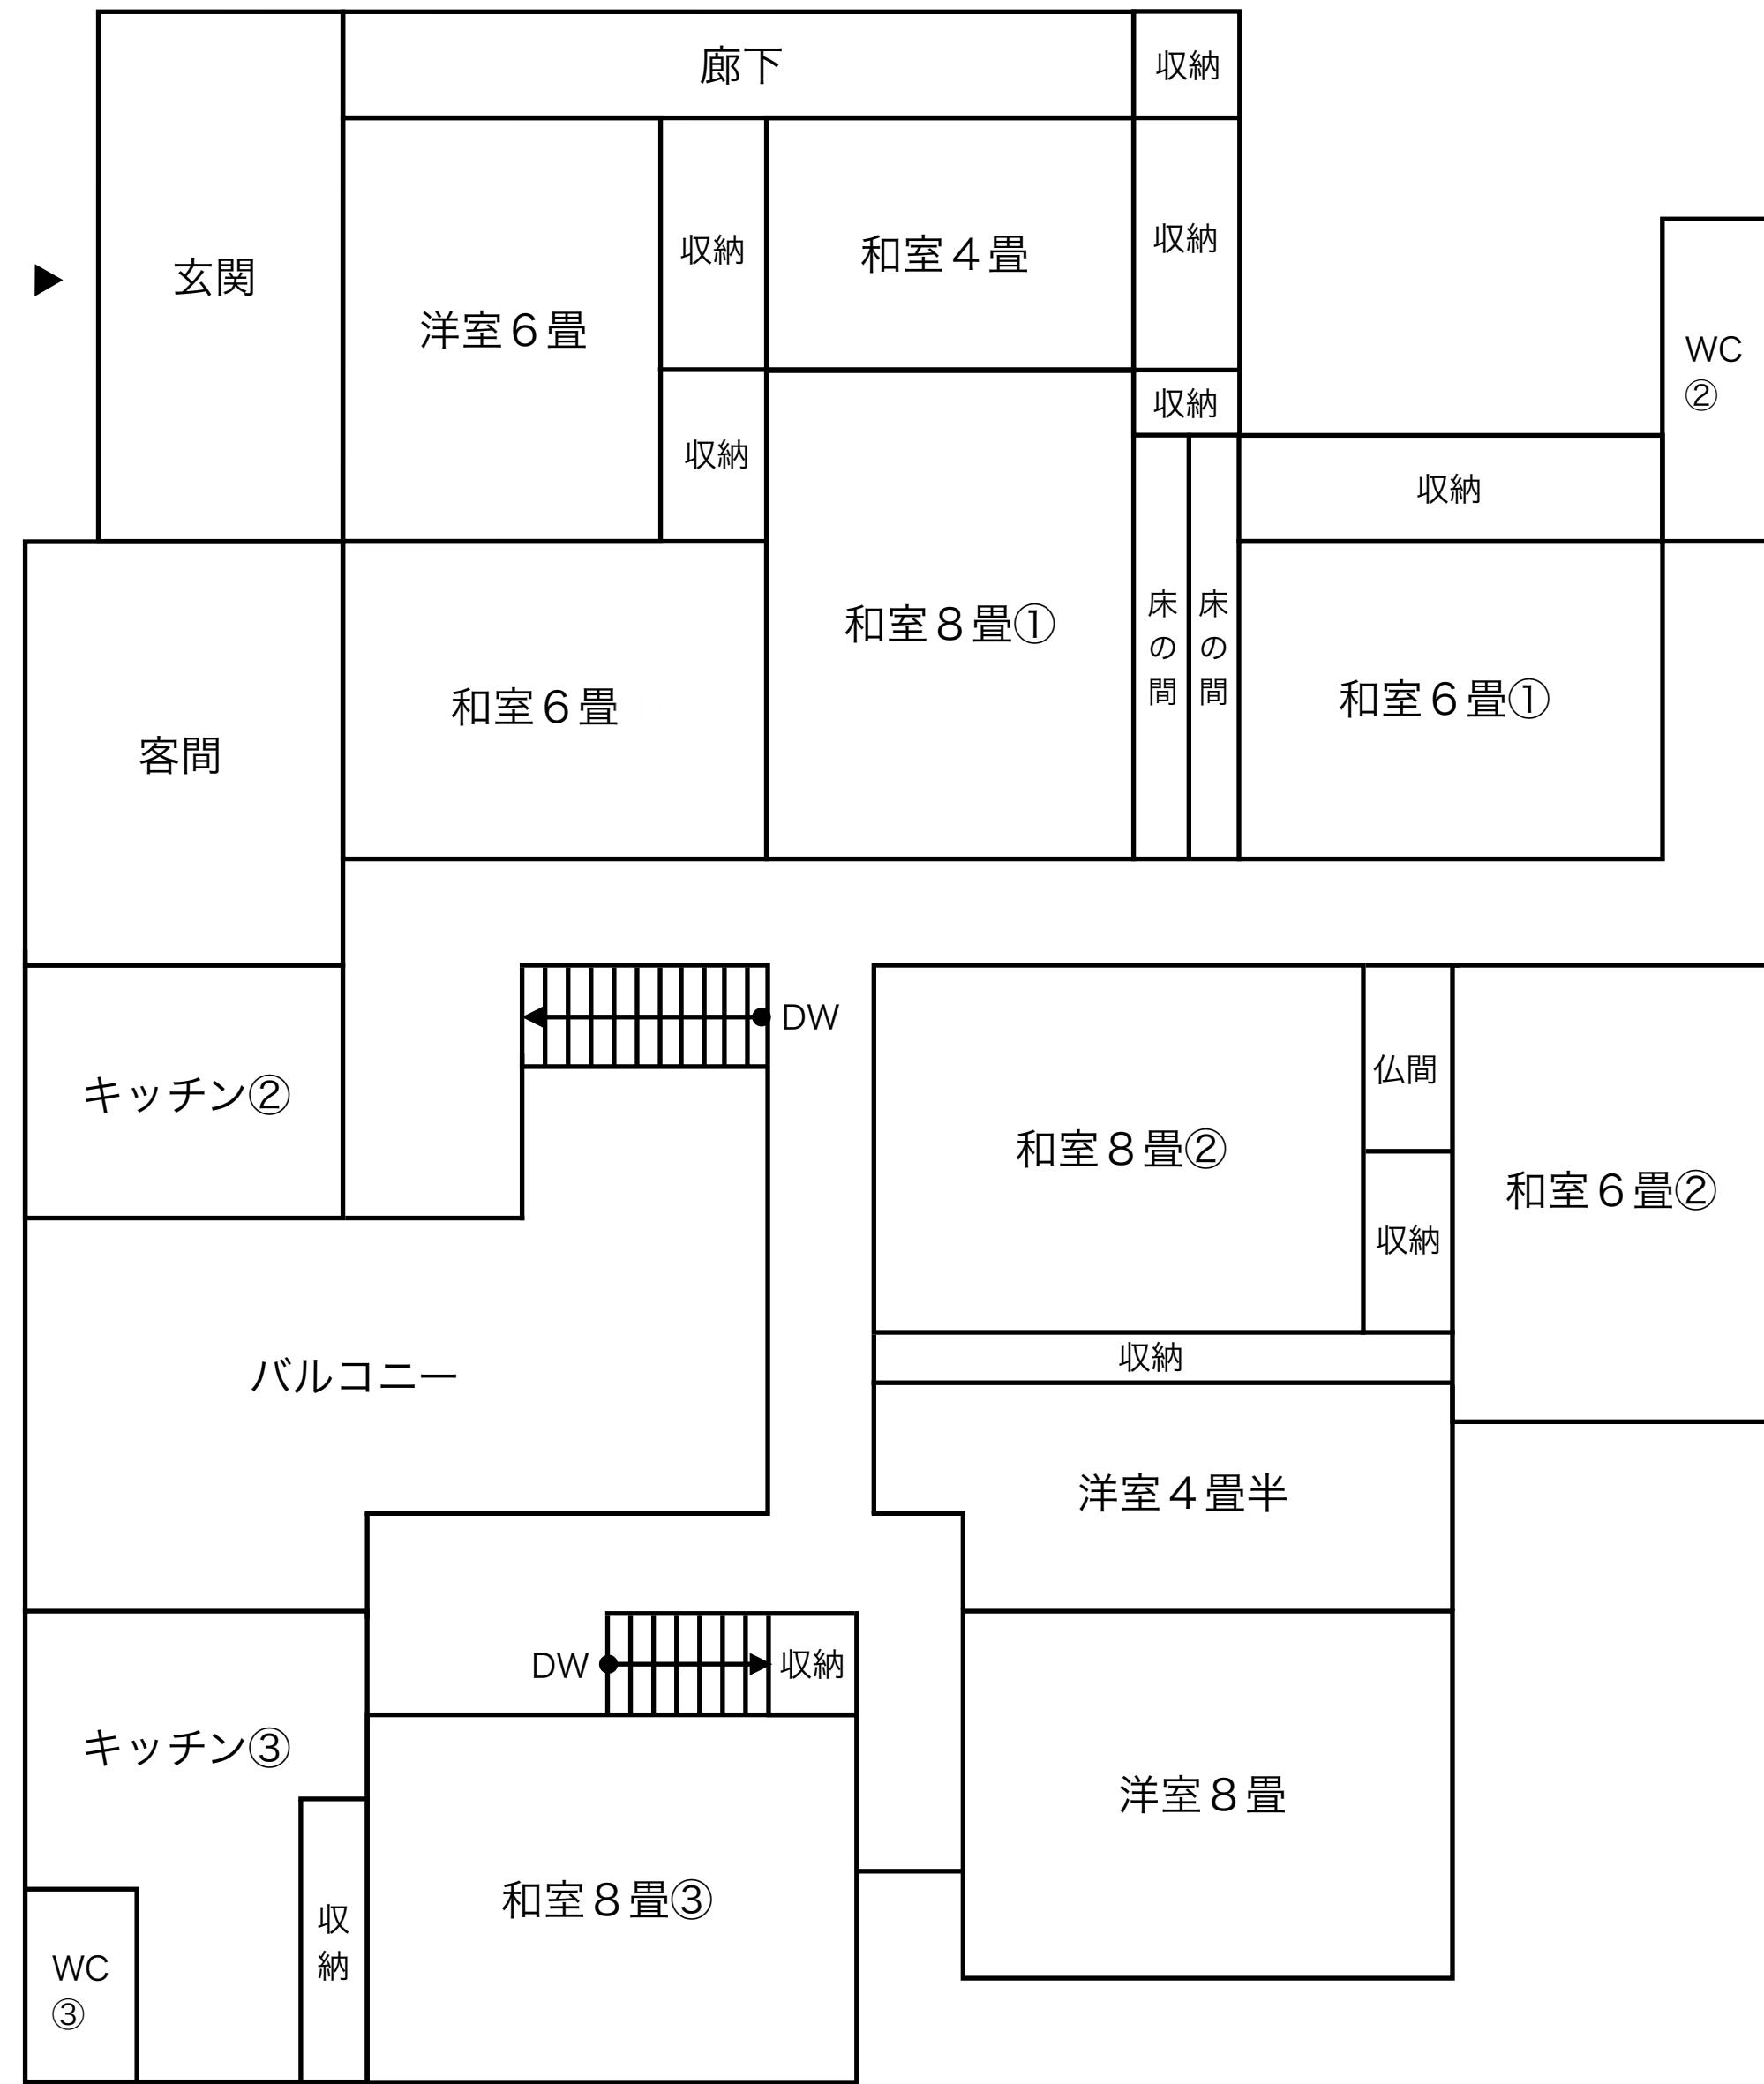 廊下
収納
玄関
洋室６畳
収納
和室４畳
収納
WC
②
収納
収納
収納
床の間
床の間
和室８畳①
和室６畳①
和室６畳
客間
DW
キッチン②
仏間
和室８畳②
和室６畳②
収納
収納
バルコニー
洋室４畳半
DW
収納
キッチン③
洋室８畳
和室８畳③
収納
WC
③